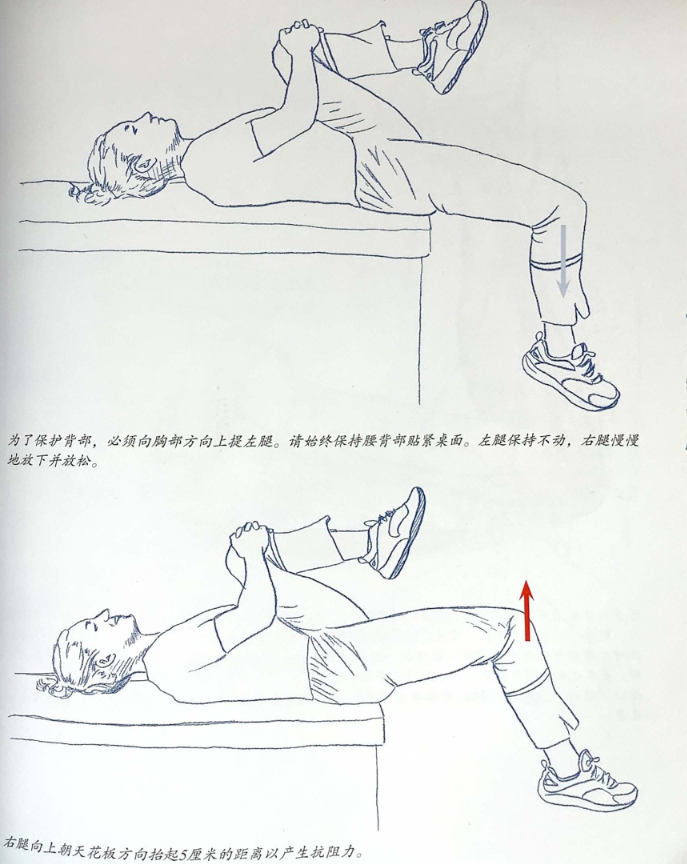 为了保护背部，必须向胸部方向上提左腿。请始终保持腰背部贴紧桌面。左腿保持不动，右腿慢慢
地放下并放松。
右腿向上朝天花板方向抬起5厘米的距离以产生抗阻力。